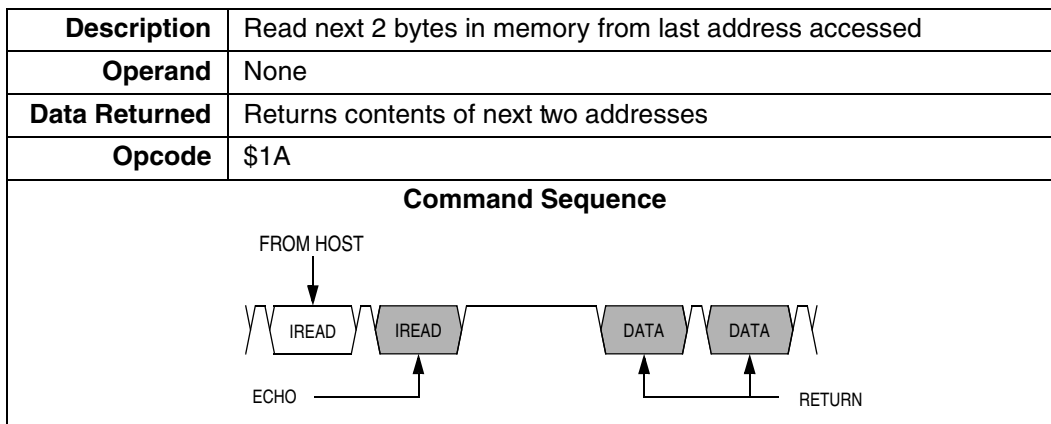 Description Read next 2 bytes in memory from last address accessed
Operand None
Data Returned Returns contents of next two addresses
Opcode $1A
Command Sequence
FROM HOST
IREAD IREAD DATA DATA
ECHO RETURN